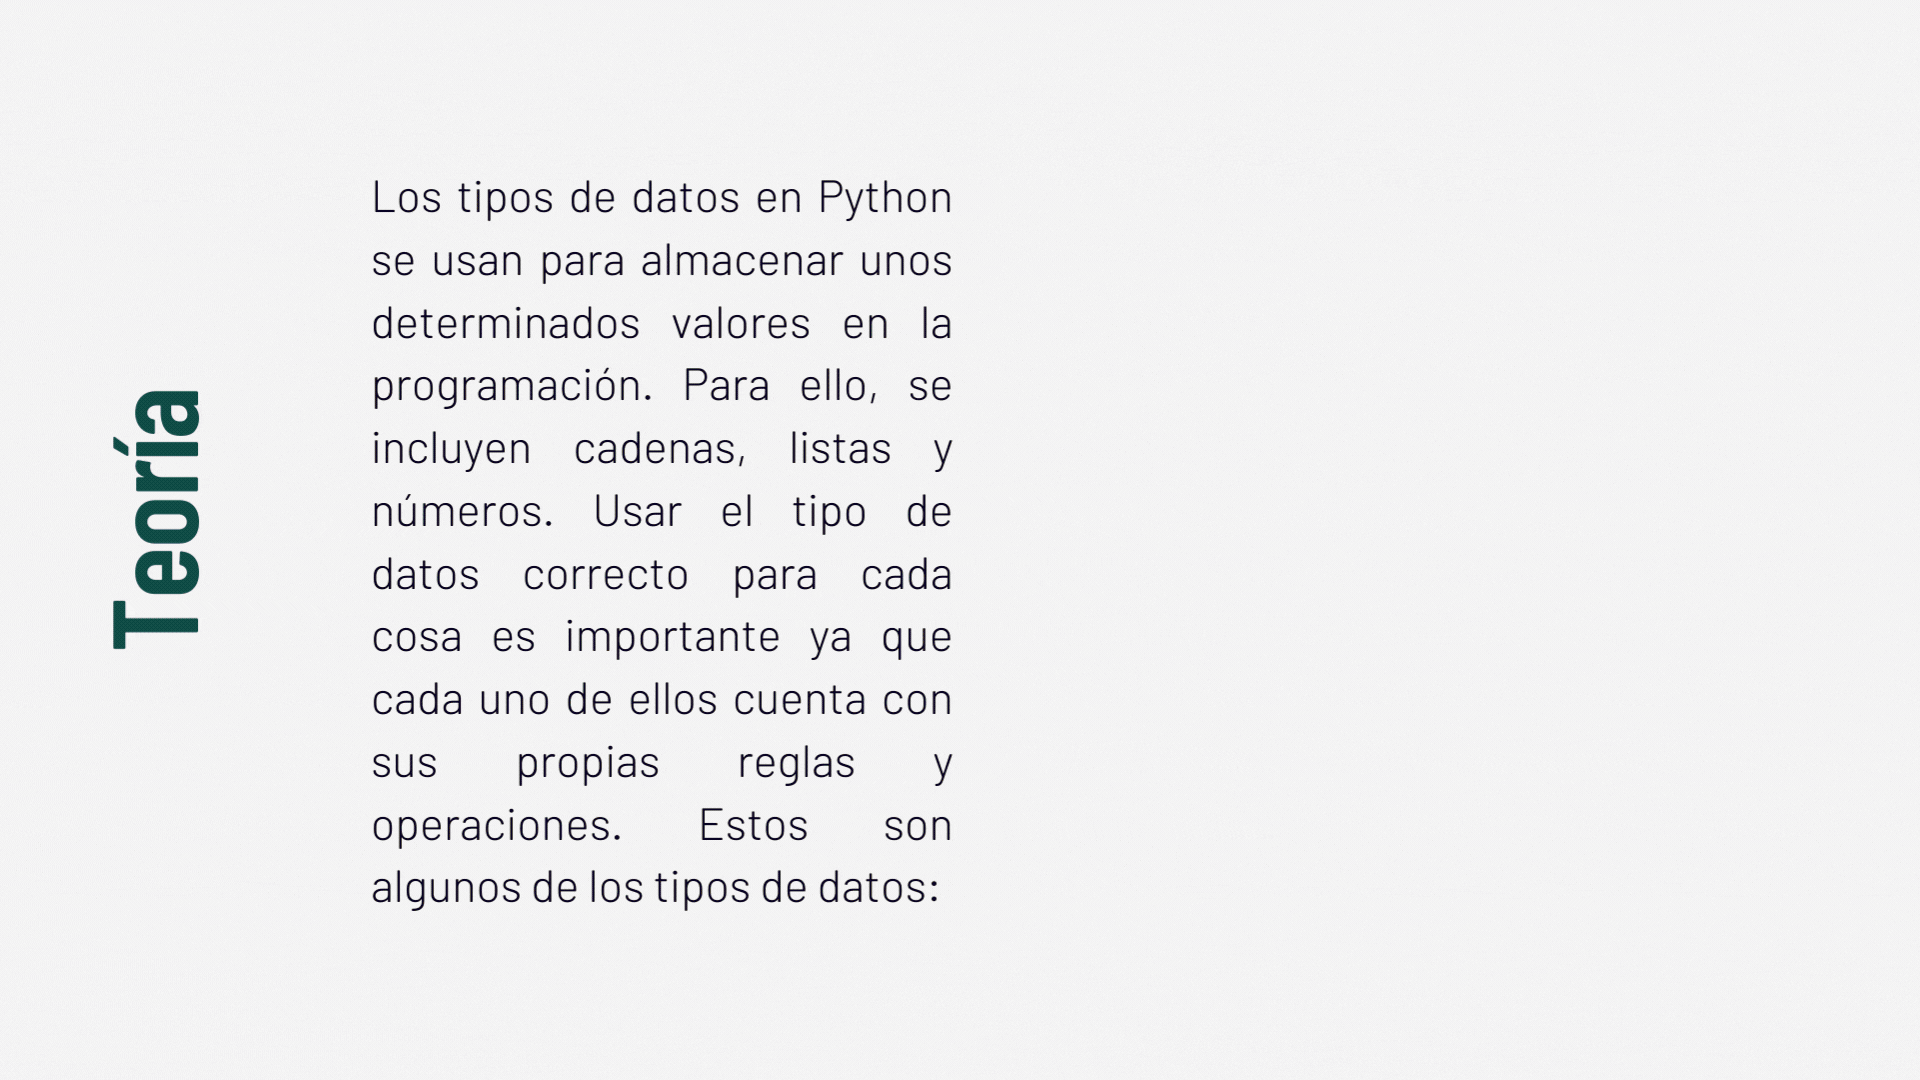 Teoría
Los tipos de datos en Python
se usan para almacenar unos
determinados valores en la
programación. Para ello, se
incluyen cadenas, listas y
números. Usar el tipo de
datos correcto para cada
cosa es importante ya que
cada uno de ellos cuenta con
sus propias reglas y
operaciones. Estos son
algunos de los tipos de datos: